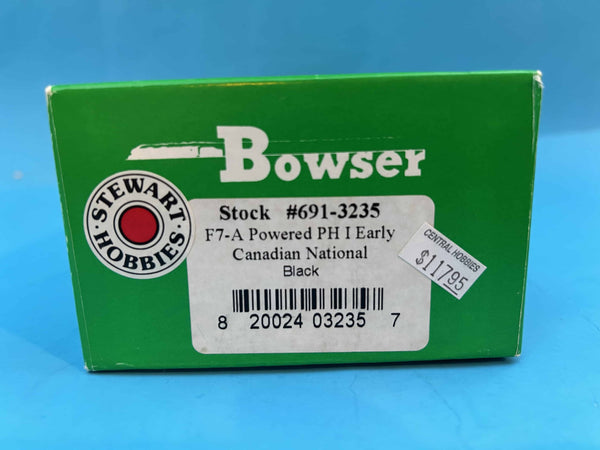 Bowser
STEWART
HOBBIES
Stock #691-3235
F7-A Powered PH I Early
Canadian National
Black
8 20024 03235 7
CENTRAL HOBBIES
$117.95